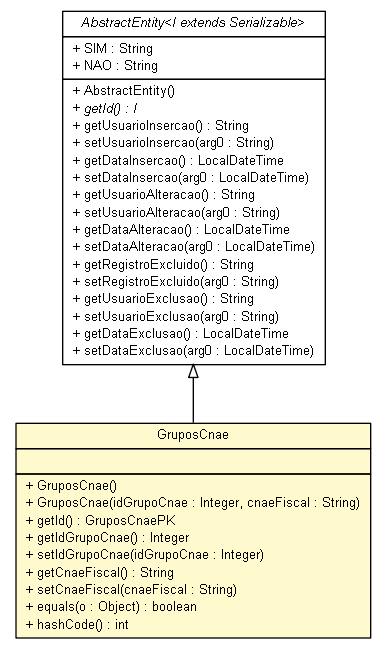 AbstractEntity<I extends Serializable>
+ SIM : String
+ NAO : String
+ AbstractEntity()
+ getId() : I
+ getUsuarioInsercao() : String
+ setUsuarioInsercao(arg0 : String)
+ getDataInsercao() : LocalDateTime
+ setDataInsercao(arg0 : LocalDateTime)
+ getUsuarioAlteracao() : String
+ setUsuarioAlteracao(arg0 : String)
+ getDataAlteracao() : LocalDateTime
+ setDataAlteracao(arg0 : LocalDateTime)
+ getRegistroExcluido() : String
+ setRegistroExcluido(arg0 : String)
+ getUsuarioExclusao() : String
+ setUsuarioExclusao(arg0 : String)
+ getDataExclusao() : LocalDateTime
+ setDataExclusao(arg0 : LocalDateTime)
GruposCnae
+ GruposCnae()
+ GruposCnae(idGrupoCnae : Integer, cnaeFiscal : String)
+ getId() : GruposCnaePK
+ getIdGrupoCnae() : Integer
+ setIdGrupoCnae(idGrupoCnae : Integer)
+ getCnaeFiscal() : String
+ setCnaeFiscal(cnaeFiscal : String)
+ equals(o : Object) : boolean
+ hashCode() : int